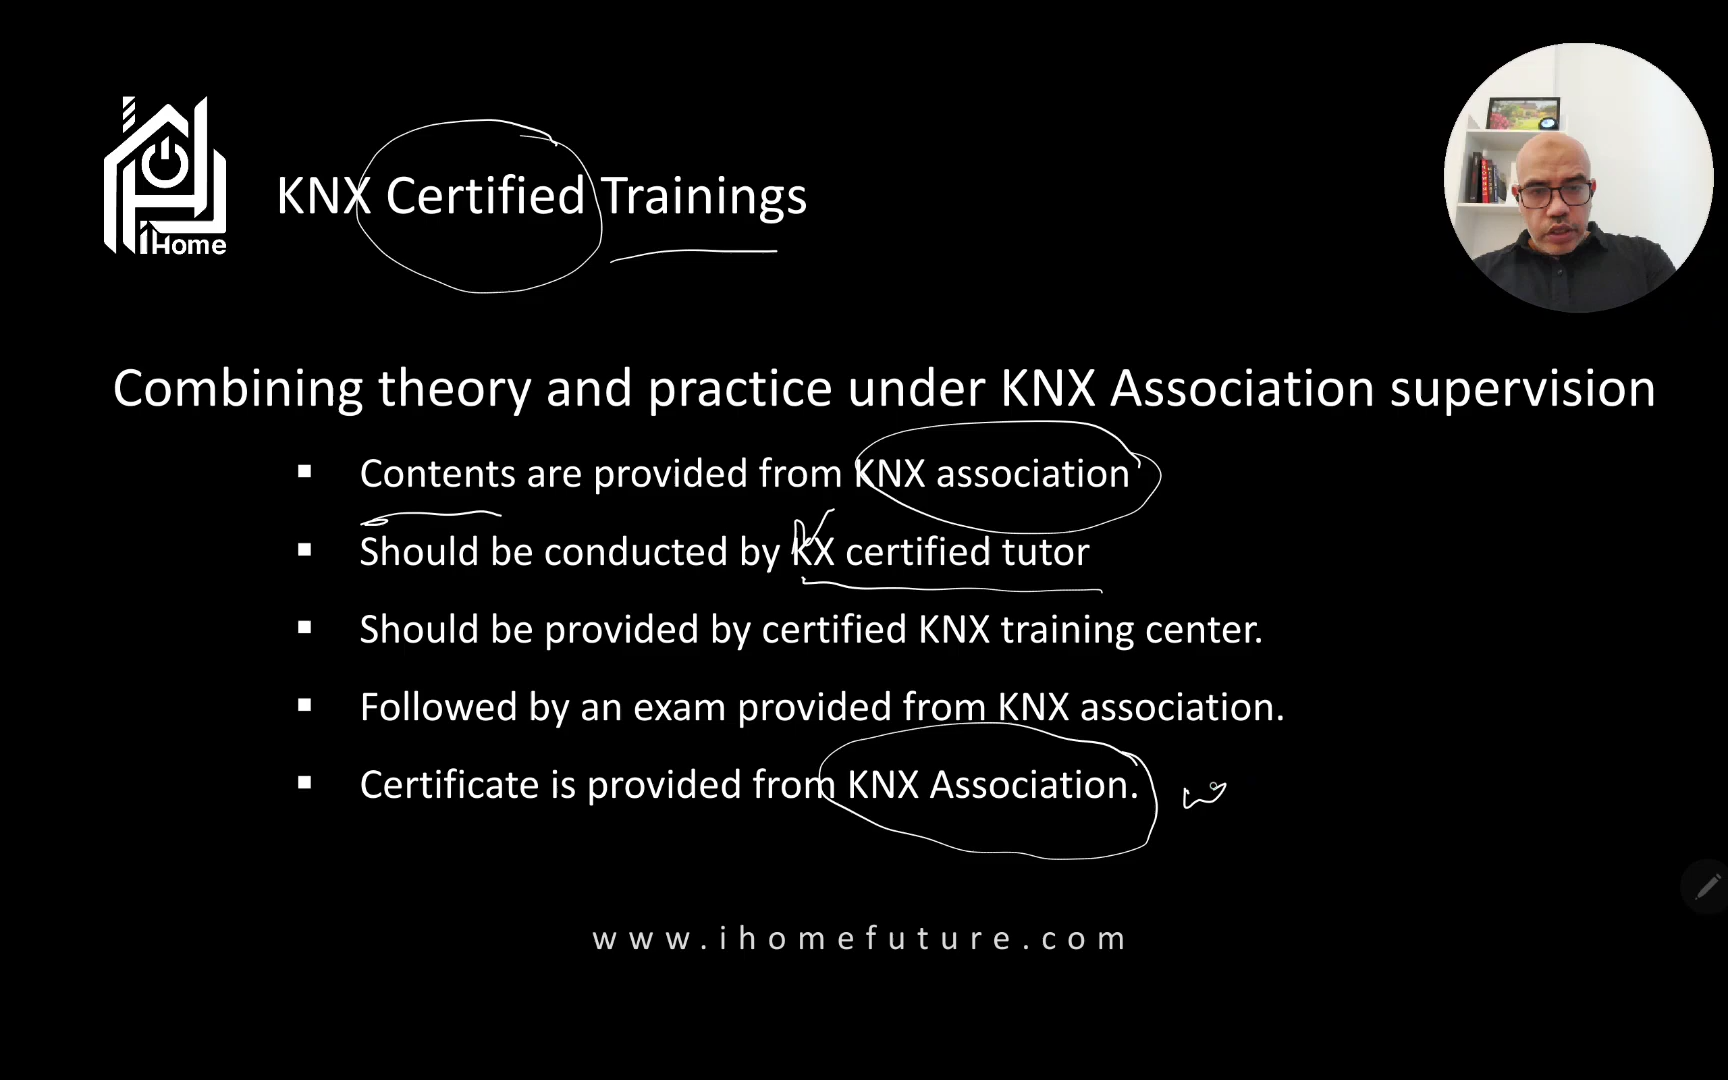 iHome
KNX Certified Trainings
Combining theory and practice under KNX Association supervision
▪ Contents are provided from KNX association
▪ Should be conducted by KX certified tutor
▪ Should be provided by certified KNX training center.
▪ Followed by an exam provided from KNX association.
▪ Certificate is provided from KNX Association.
www.ihomefuture.com